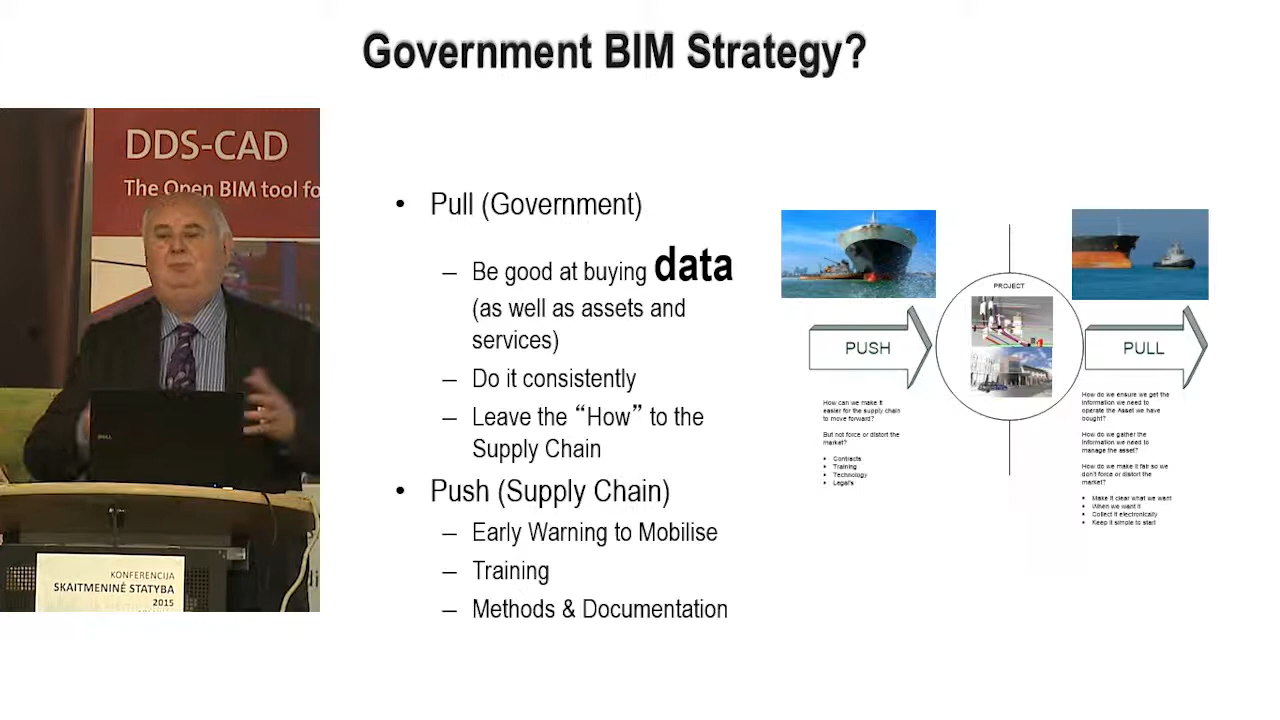 Government BIM Strategy?
DDS-CAD
The Open BIM tool fo
KONFERENCIJA
SKAITMENINĖ STATYBA
2015
DELL
• Pull (Government)
– Be good at buying data
(as well as assets and
services)
– Do it consistently
– Leave the “How” to the
Supply Chain
• Push (Supply Chain)
– Early Warning to Mobilise
– Training
– Methods & Documentation
PUSH
How can we make it
easier for the supply chain
to move forward?
But not force or distort the
market?
• Contracts
• Training
• Technology
• Legal's
PROJECT
PULL
How do we ensure we get the
information we need to
operate the Asset we have
bought?
How do we gather the
information we need to
manage the asset?
How do we make it fair so we
don't force or distort the
market?
• Make it clear what we want
• When we want it
• Collect it electronically
• Keep it simple to start